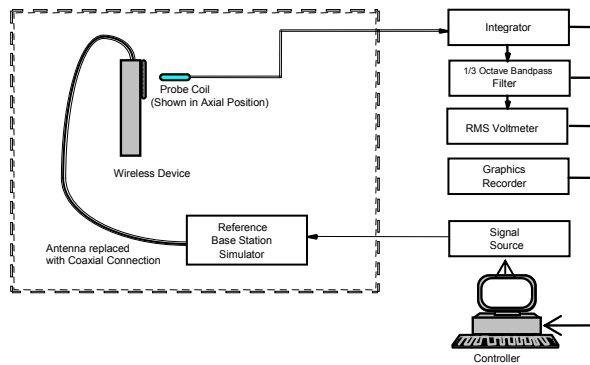 Integrator
1/3 Octave Bandpass
Filter
RMS Voltmeter
Graphics
Recorder
Probe Coil
(Shown in Axial Position)
Wireless Device
Antenna replaced
with Coaxial Connection
Reference
Base Station
Simulator
Signal
Source
Controller